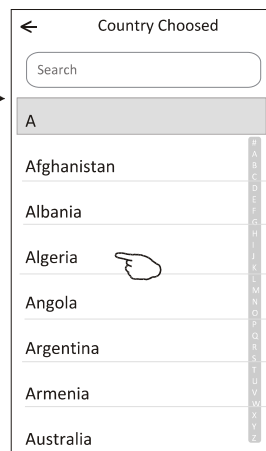 Country Choosed
Search
A
Afghanistan
Albania
Algeria
Angola
Argentina
Armenia
Australia
#
A
B
C
D
E
F
G
H
I
J
K
L
M
N
O
P
Q
R
S
T
U
V
W
X
Y
Z